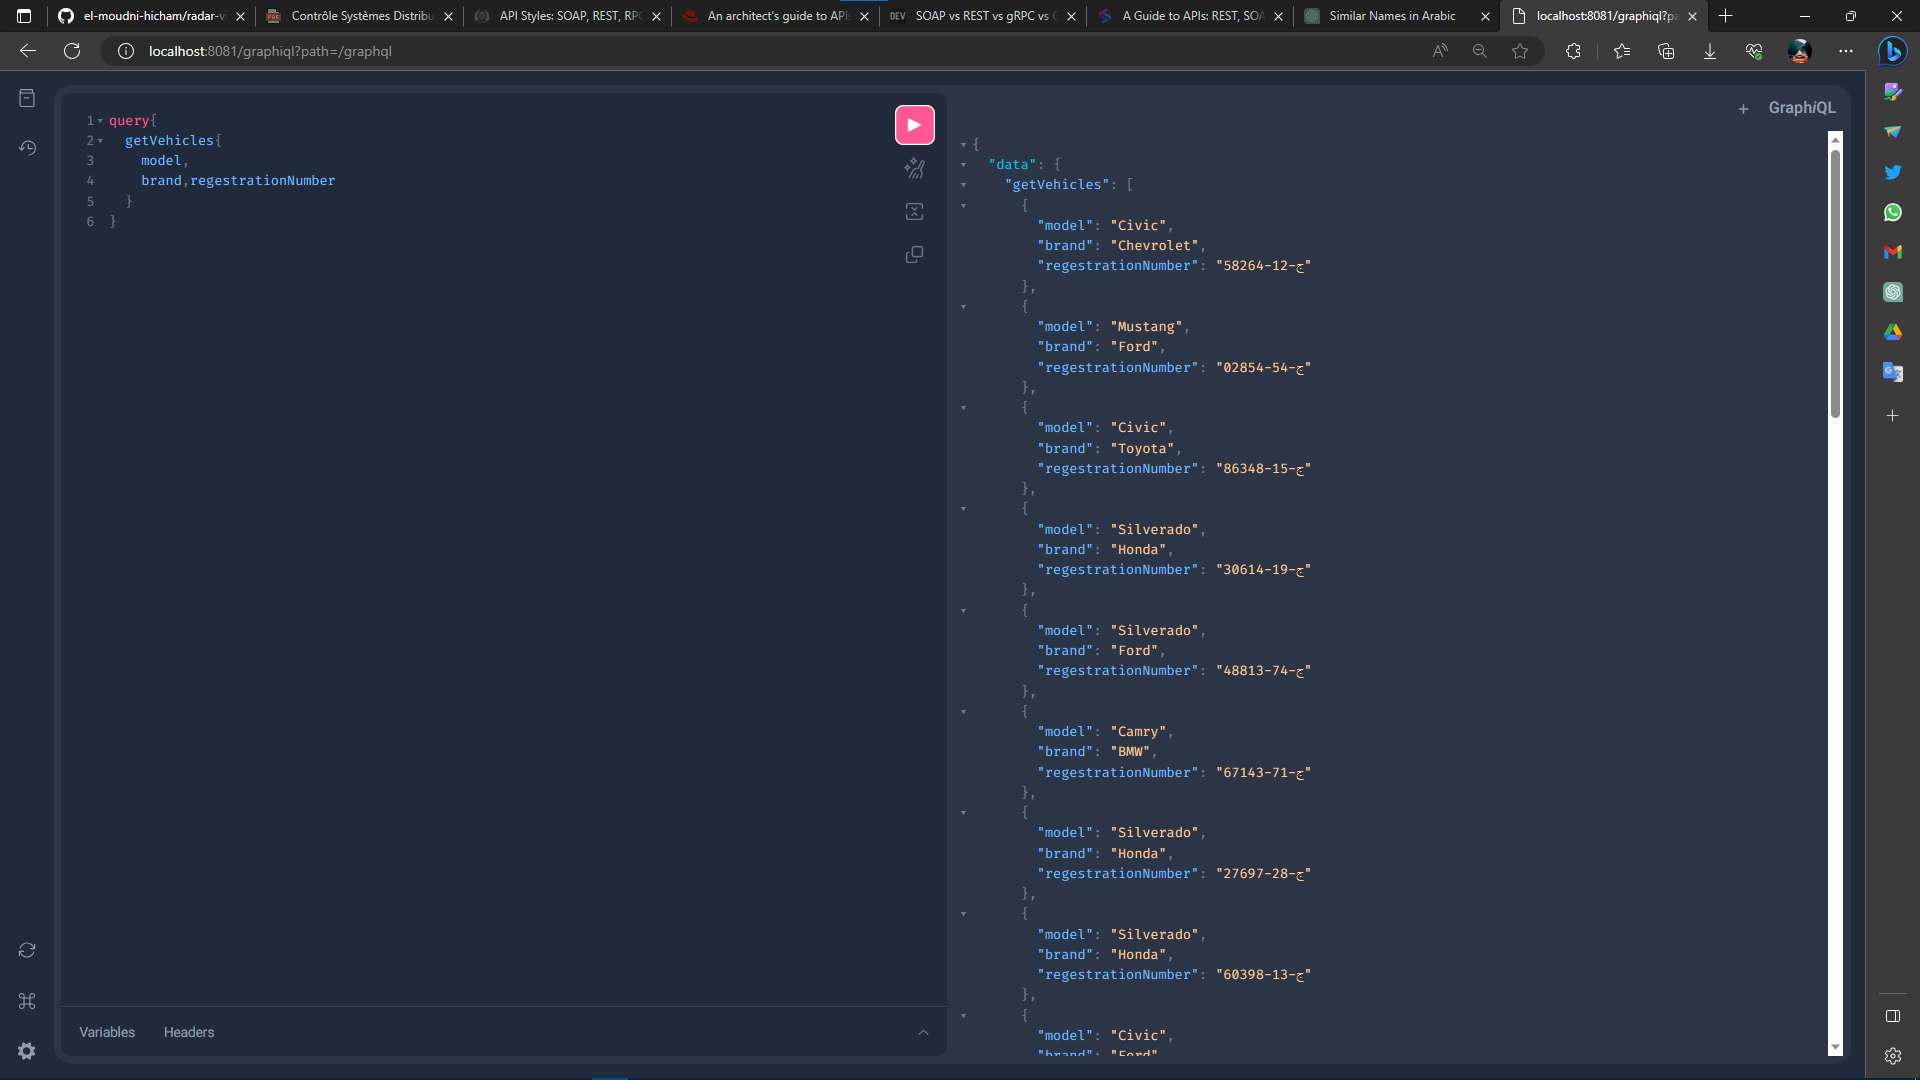 el-moudni-hicham/radar-v
Contrôle Systèmes Distribu
API Styles: SOAP, REST, RPC
An architect's guide to APIs
DEV SOAP vs REST vs gRPC vs G
A Guide to APIs: REST, SOA
Similar Names in Arabic
localhost:8081/graphiql?pa
localhost:8081/graphiql?path=/graphql
1 query{
2 getVehicles{
3 model,
4 brand,regestrationNumber
5 }
6 }
Variables Headers
+ GraphiQL
{
"data": {
"getVehicles": [
{
"model": "Civic",
"brand": "Chevrolet",
"regestrationNumber": "58264-12-ج"
},
{
"model": "Mustang",
"brand": "Ford",
"regestrationNumber": "02854-54-ج"
},
{
"model": "Civic",
"brand": "Toyota",
"regestrationNumber": "86348-15-ج"
},
{
"model": "Silverado",
"brand": "Honda",
"regestrationNumber": "30614-19-ج"
},
{
"model": "Silverado",
"brand": "Ford",
"regestrationNumber": "48813-74-ج"
},
{
"model": "Camry",
"brand": "BMW",
"regestrationNumber": "67143-71-ج"
},
{
"model": "Silverado",
"brand": "Honda",
"regestrationNumber": "27697-28-ج"
},
{
"model": "Silverado",
"brand": "Honda",
"regestrationNumber": "60398-13-ج"
},
{
"model": "Civic",
"brand": "Ford"